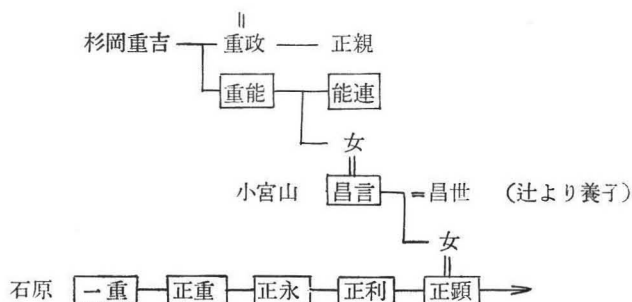 杉岡重吉 重政 正親
重能 能連
女
小宮山 昌言 =昌世 (辻より養子)
女
石原 一重 正重 正永 正利 正顕